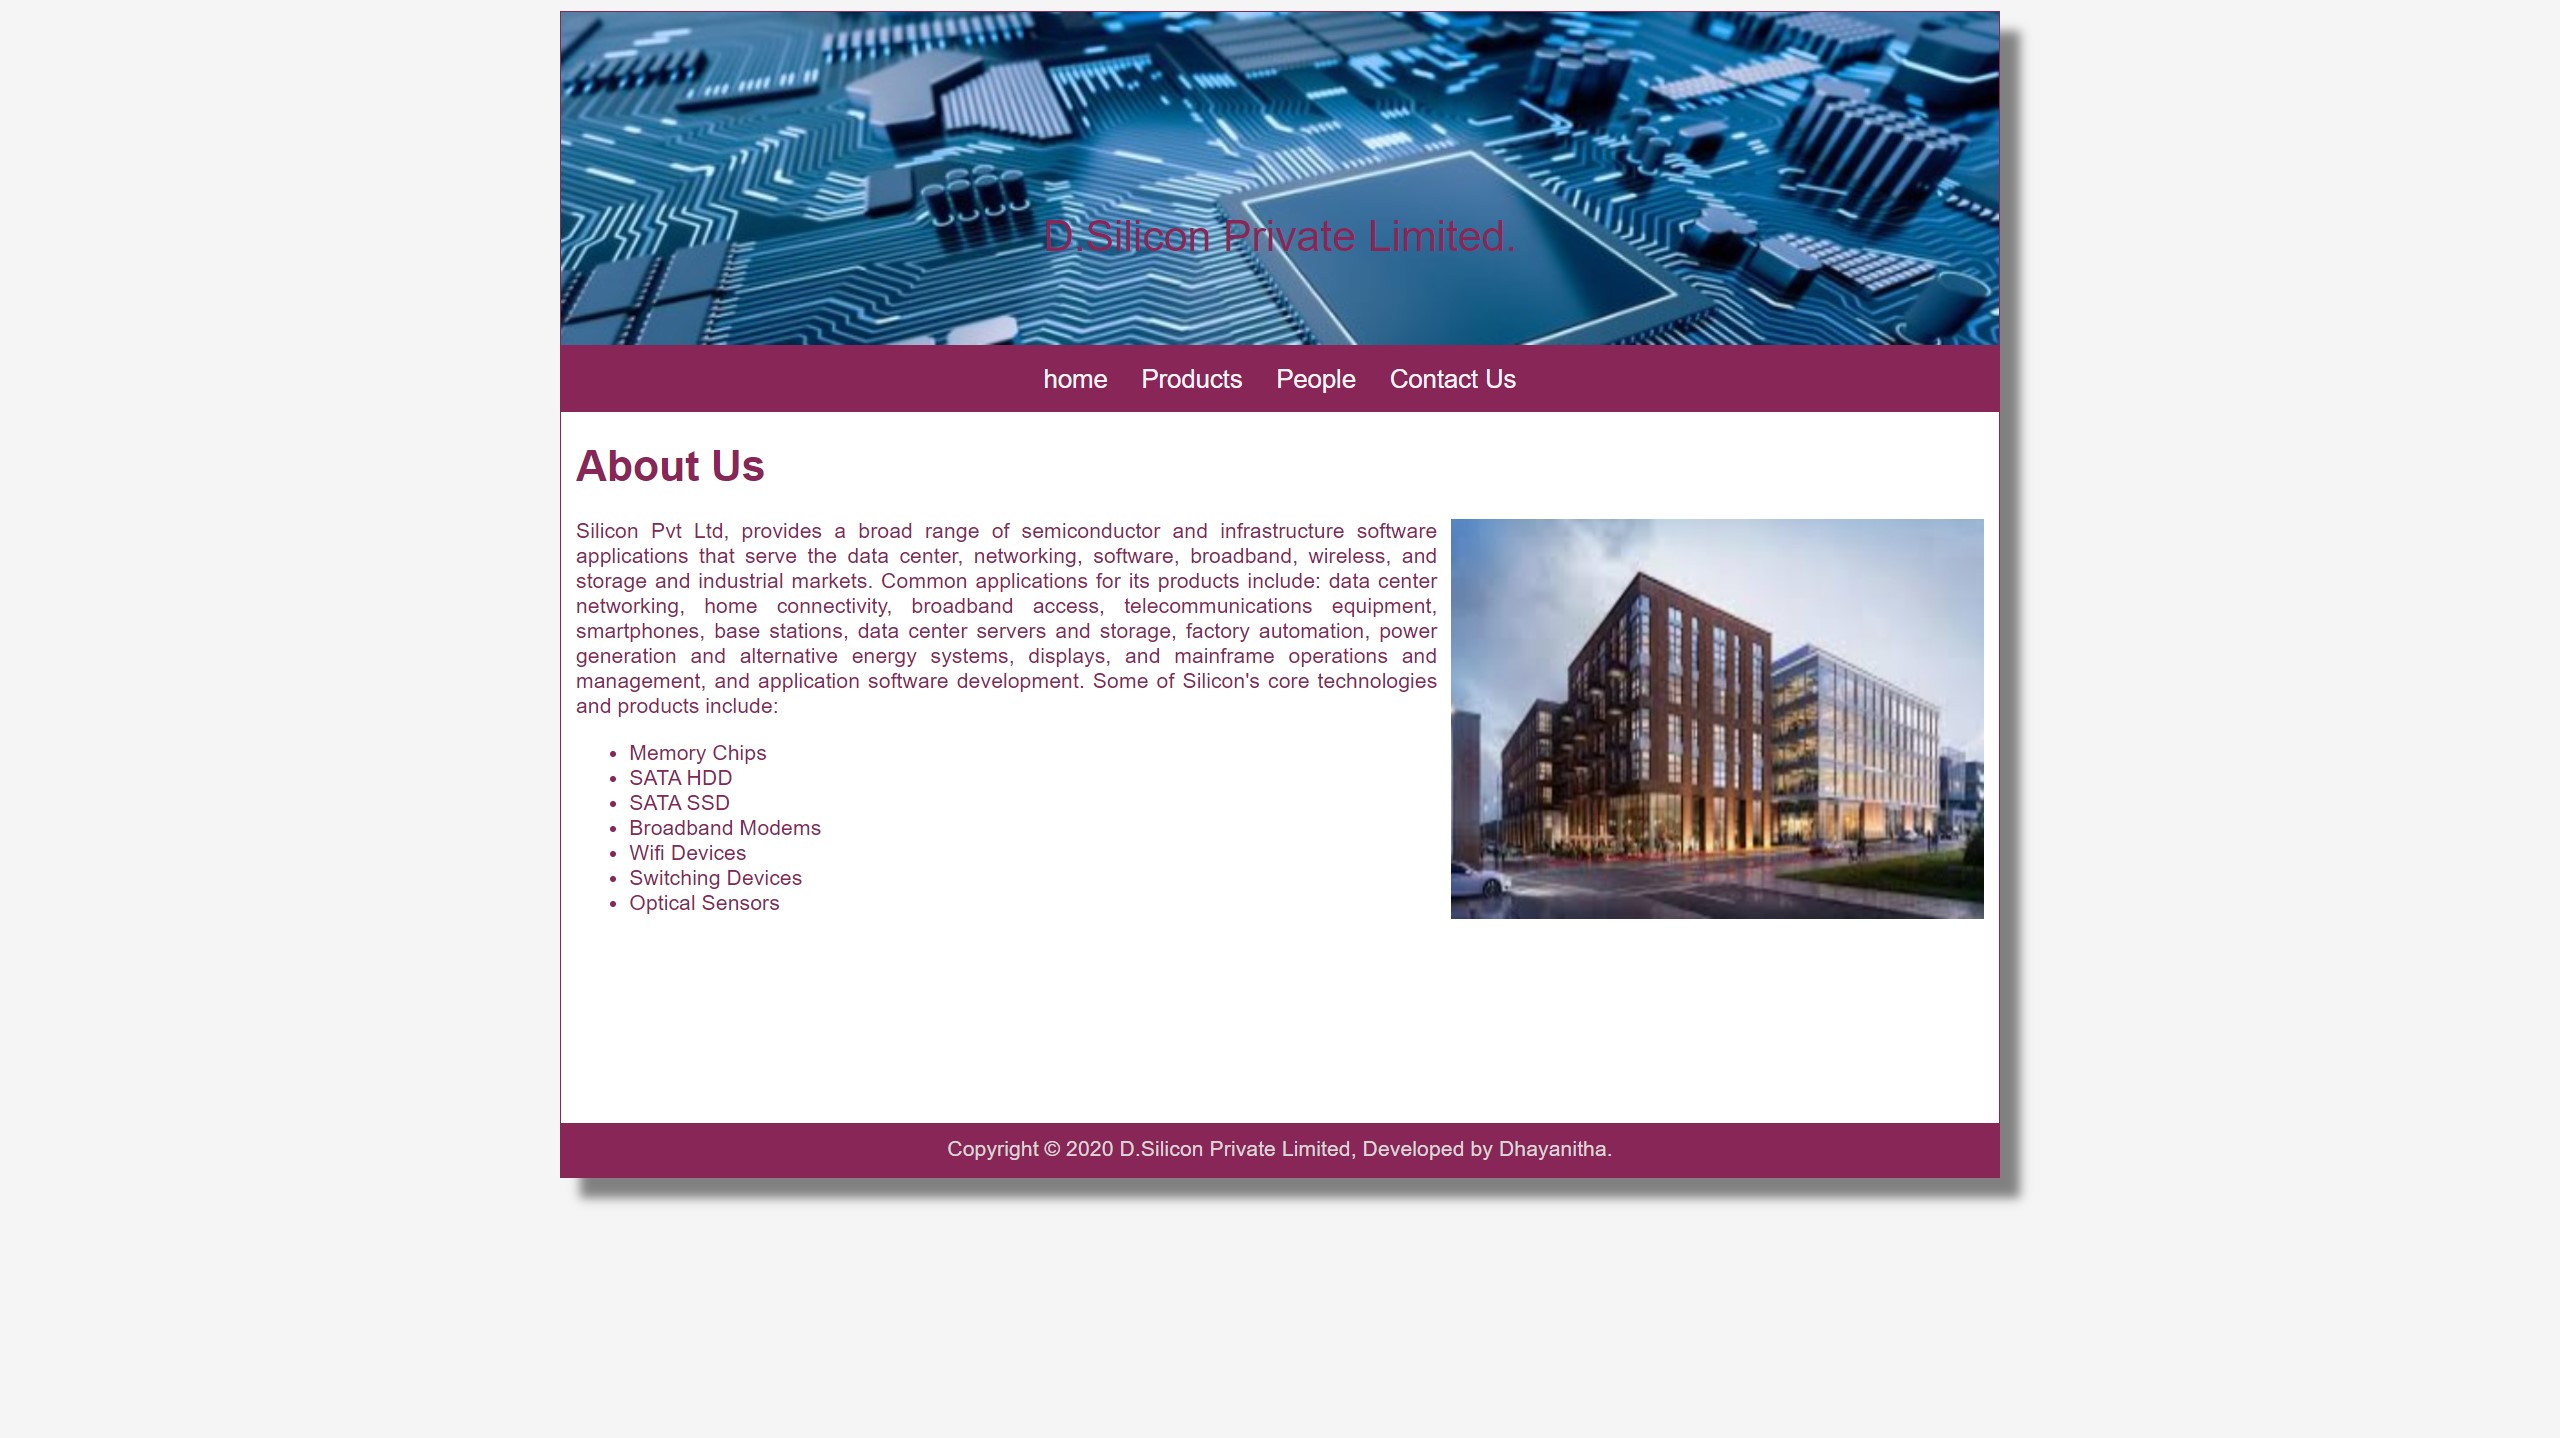 D.Silicon Private Limited.
home Products People Contact Us
About Us
Silicon Pvt Ltd, provides a broad range of semiconductor and infrastructure software
applications that serve the data center, networking, software, broadband, wireless, and
storage and industrial markets. Common applications for its products include: data center
networking, home connectivity, broadband access, telecommunications equipment,
smartphones, base stations, data center servers and storage, factory automation, power
generation and alternative energy systems, displays, and mainframe operations and
management, and application software development. Some of Silicon's core technologies
and products include:
• Memory Chips
• SATA HDD
• SATA SSD
• Broadband Modems
• Wifi Devices
• Switching Devices
• Optical Sensors
Copyright © 2020 D.Silicon Private Limited, Developed by Dhayanitha.